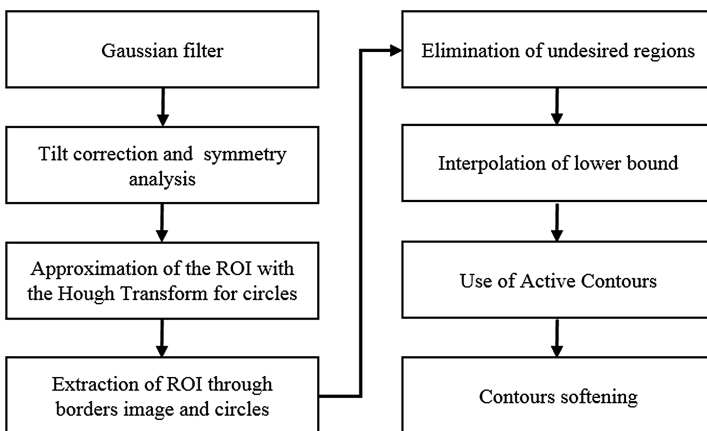 Gaussian filter
Tilt correction and symmetry
analysis
Approximation of the ROI with
the Hough Transform for circles
Extraction of ROI through
borders image and circles
Elimination of undesired regions
Interpolation of lower bound
Use of Active Contours
Contours softening